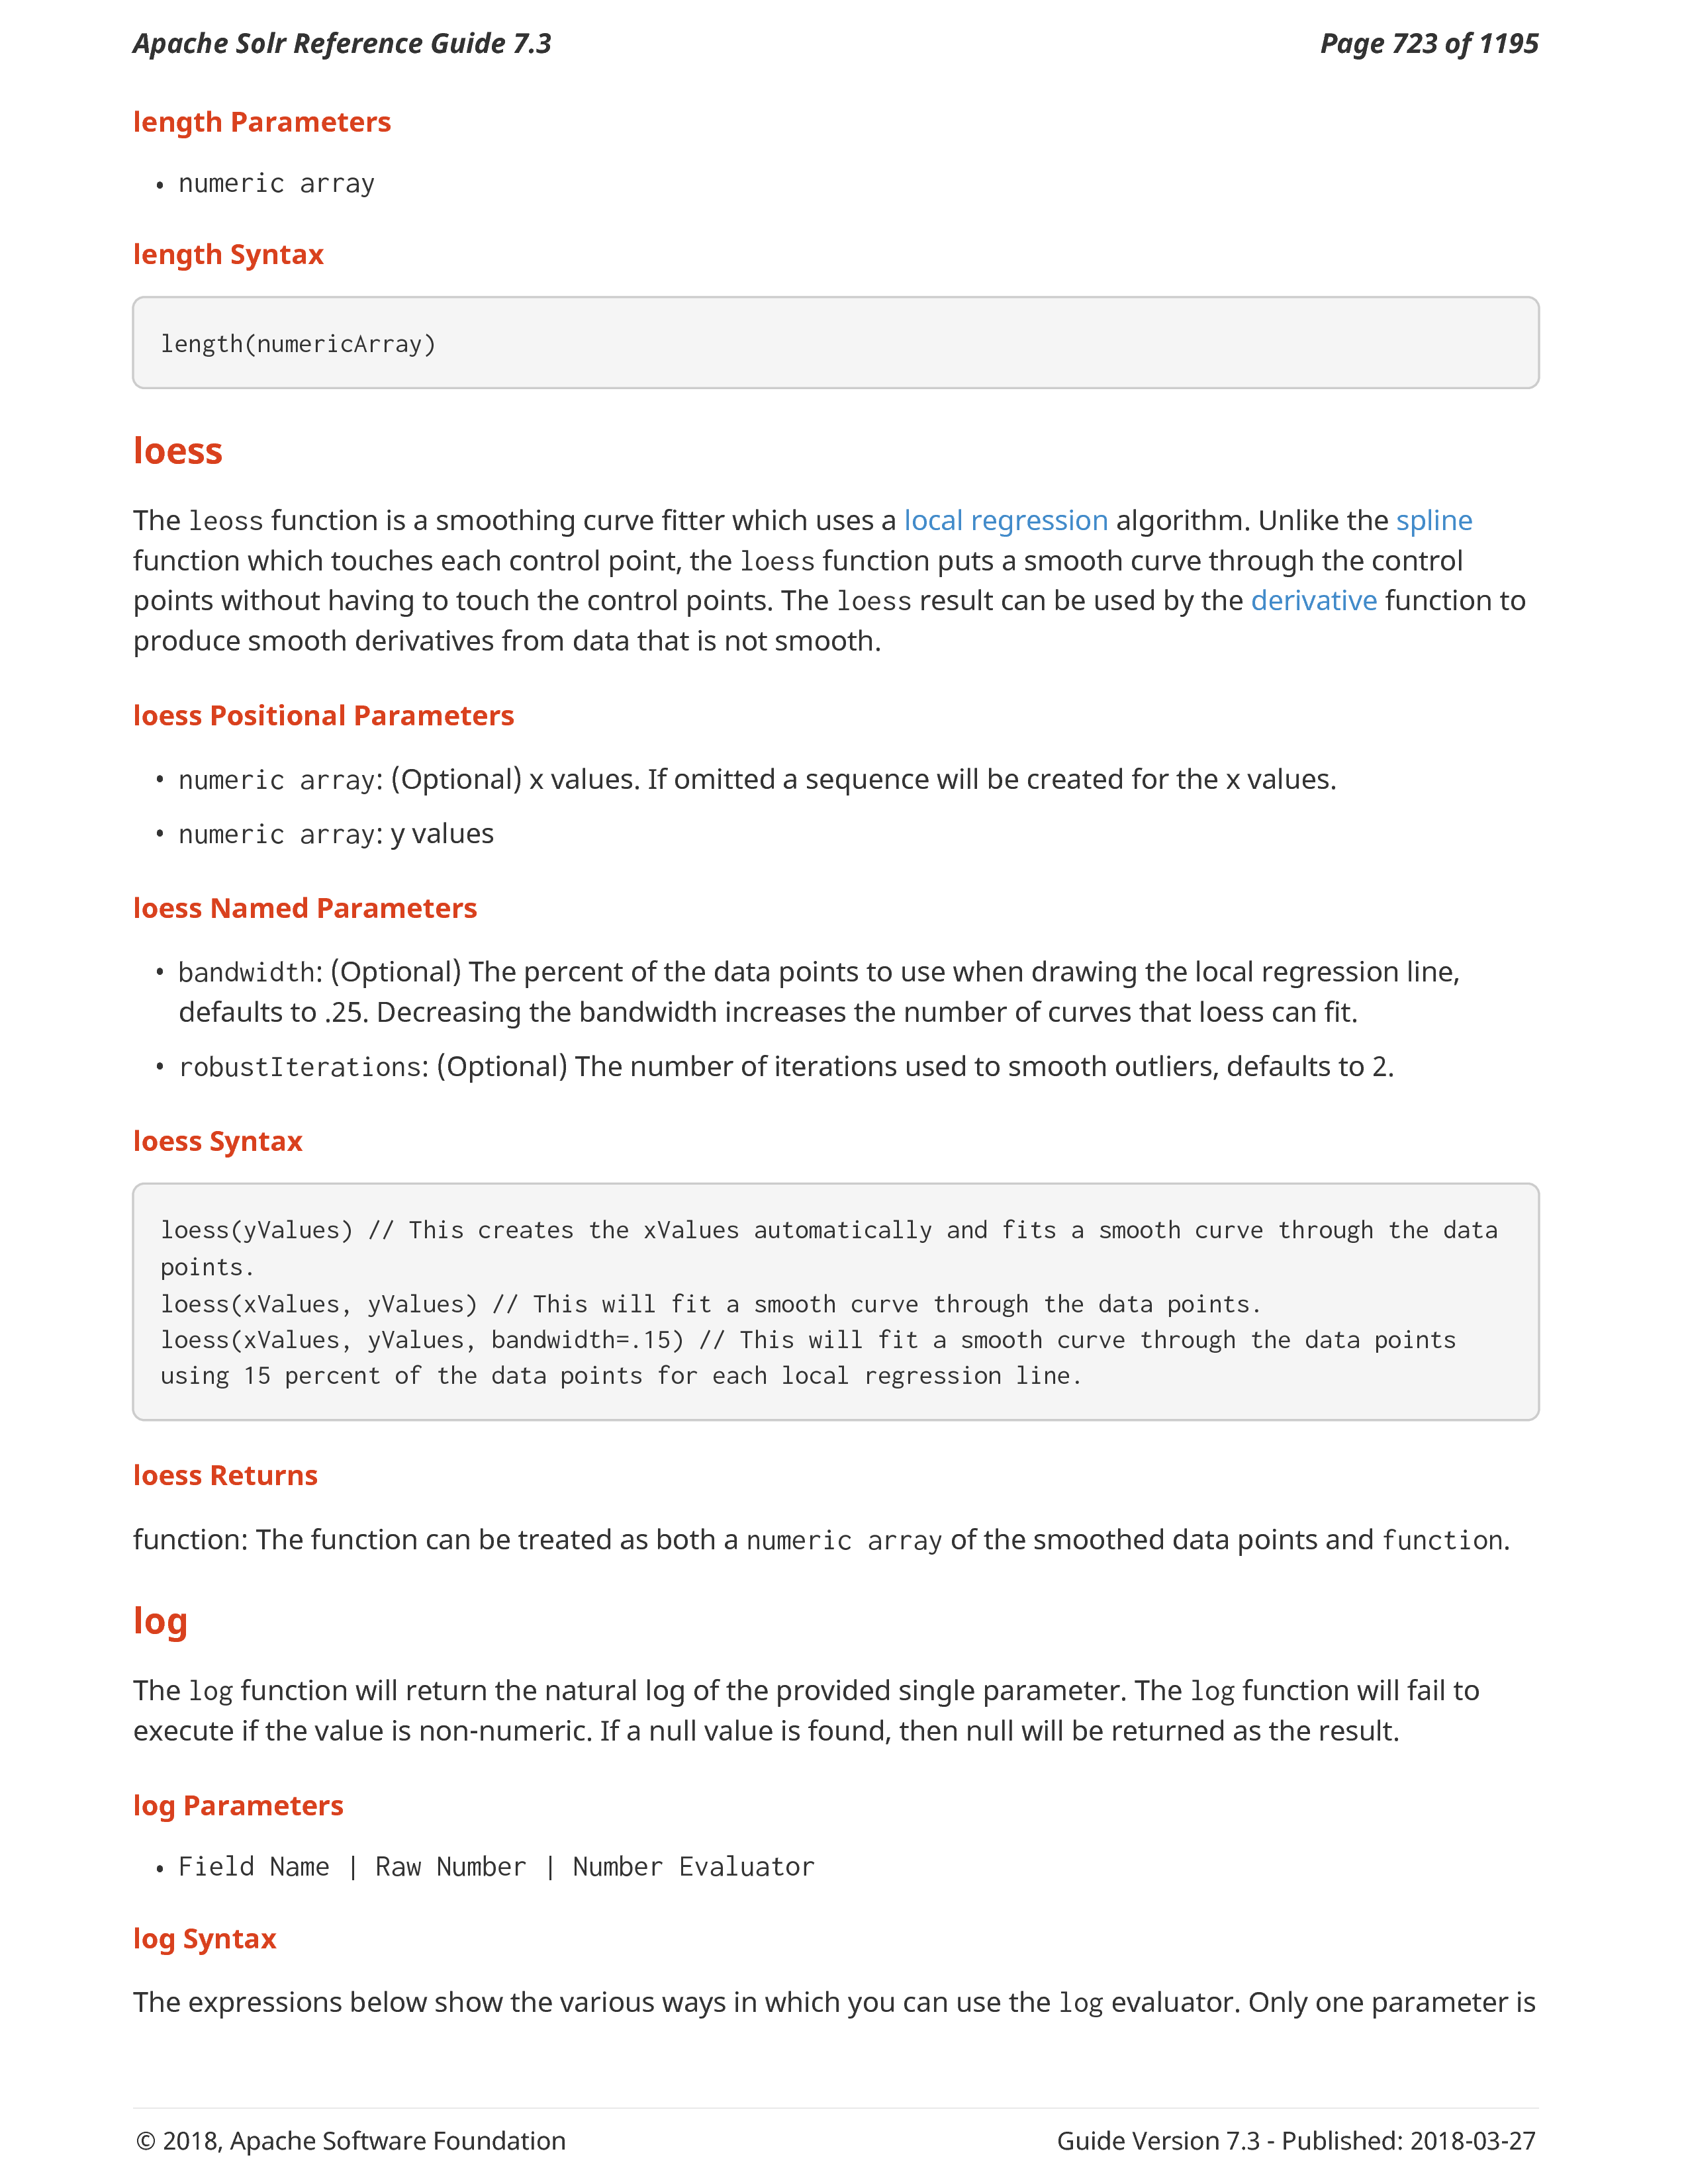 Apache Solr Reference Guide 7.3 Page 723 of 1195
length Parameters
• numeric array
length Syntax
length(numericArray)
loess
The leoss function is a smoothing curve fitter which uses a local regression algorithm. Unlike the spline
function which touches each control point, the loess function puts a smooth curve through the control
points without having to touch the control points. The loess result can be used by the derivative function to
produce smooth derivatives from data that is not smooth.
loess Positional Parameters
• numeric array: (Optional) x values. If omitted a sequence will be created for the x values.
• numeric array: y values
loess Named Parameters
• bandwidth: (Optional) The percent of the data points to use when drawing the local regression line,
defaults to .25. Decreasing the bandwidth increases the number of curves that loess can fit.
• robustIterations: (Optional) The number of iterations used to smooth outliers, defaults to 2.
loess Syntax
loess(yValues) // This creates the xValues automatically and fits a smooth curve through the data
points.
loess(xValues, yValues) // This will fit a smooth curve through the data points.
loess(xValues, yValues, bandwidth=.15) // This will fit a smooth curve through the data points
using 15 percent of the data points for each local regression line.
loess Returns
function: The function can be treated as both a numeric array of the smoothed data points and function.
log
The log function will return the natural log of the provided single parameter. The log function will fail to
execute if the value is non-numeric. If a null value is found, then null will be returned as the result.
log Parameters
• Field Name | Raw Number | Number Evaluator
log Syntax
The expressions below show the various ways in which you can use the log evaluator. Only one parameter is
© 2018, Apache Software Foundation Guide Version 7.3 - Published: 2018-03-27